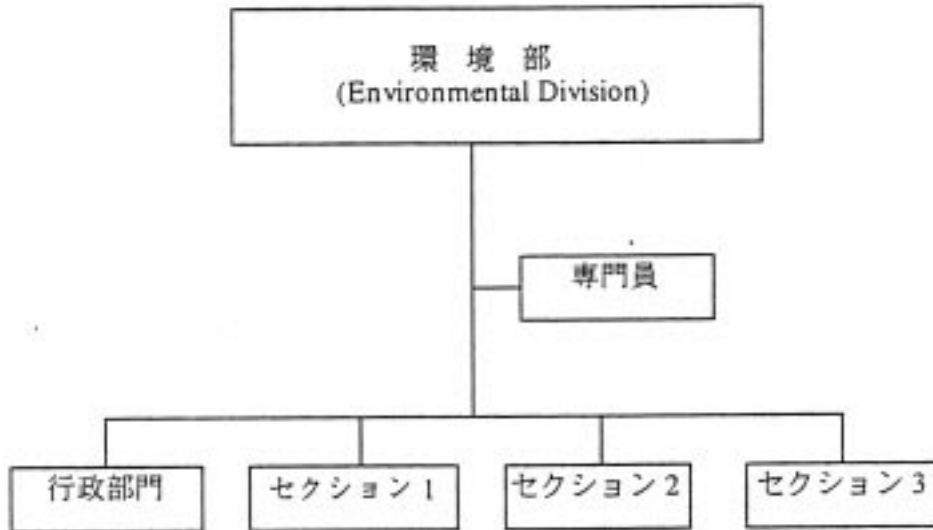 環 境 部
(Environmental Division)
専門員
行政部門
セクション 1
セクション 2
セクション 3